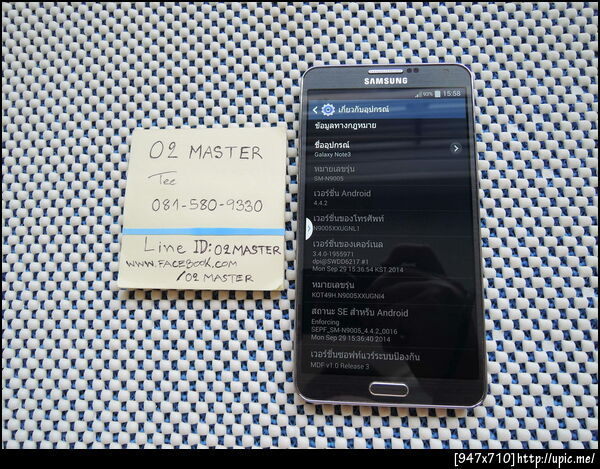 O2 MASTER
Tee
081-580-9330
Line ID: O2MASTER
WWW.FACEBOOK.COM
/O2 MASTER
SAMSUNG
93% 15:58
เกี่ยวกับอุปกรณ์
ข้อมูลทางกฎหมาย
ชื่ออุปกรณ์
Galaxy Note3
หมายเลขรุ่น
SM-N9005
เวอร์ชั่น Android
4.4.2
เวอร์ชั่นของโทรศัพท์
N9005XXUGNL1
เวอร์ชั่นของเคอร์เนล
3.4.0-1955971
dpi@SWDD6217 #1
Mon Sep 29 15:36:54 KST 2014
หมายเลขรุ่น
KOT49H.N9005XXUGNI4
สถานะ SE สำหรับ Android
Enforcing
SEPF_SM-N9005_4.4.2_0016
Mon Sep 29 15:36:40 2014
เวอร์ชั่นซอฟท์แวร์ระบบป้องกัน
MDF v1.0 Release 3
[947x710]http://upic.me/